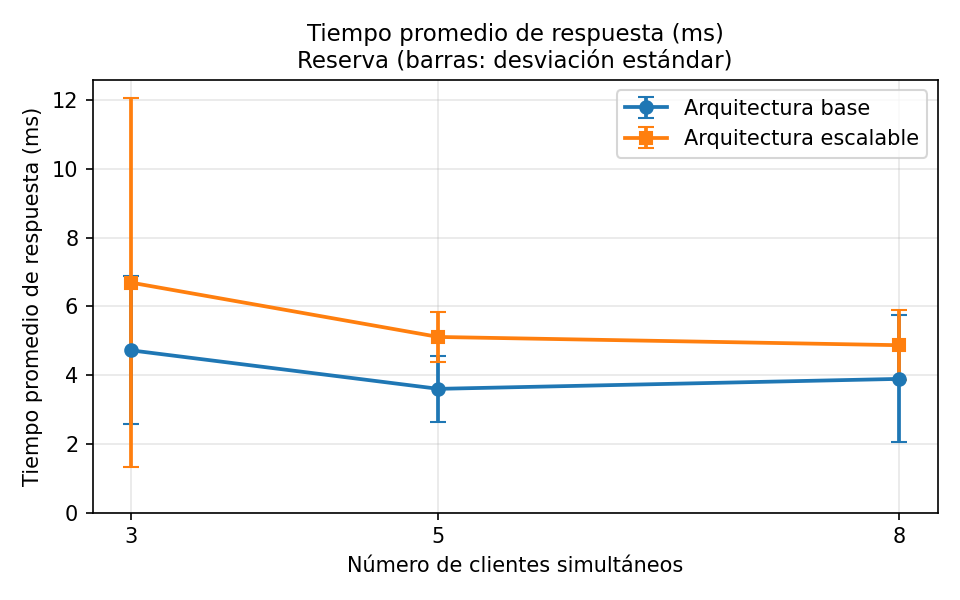 Tiempo promedio de respuesta (ms)
Reserva (barras: desviación estándar)
Arquitectura base
Arquitectura escalable
Tiempo promedio de respuesta (ms)
12
10
8
6
4
2
0
3 5 8
Número de clientes simultáneos